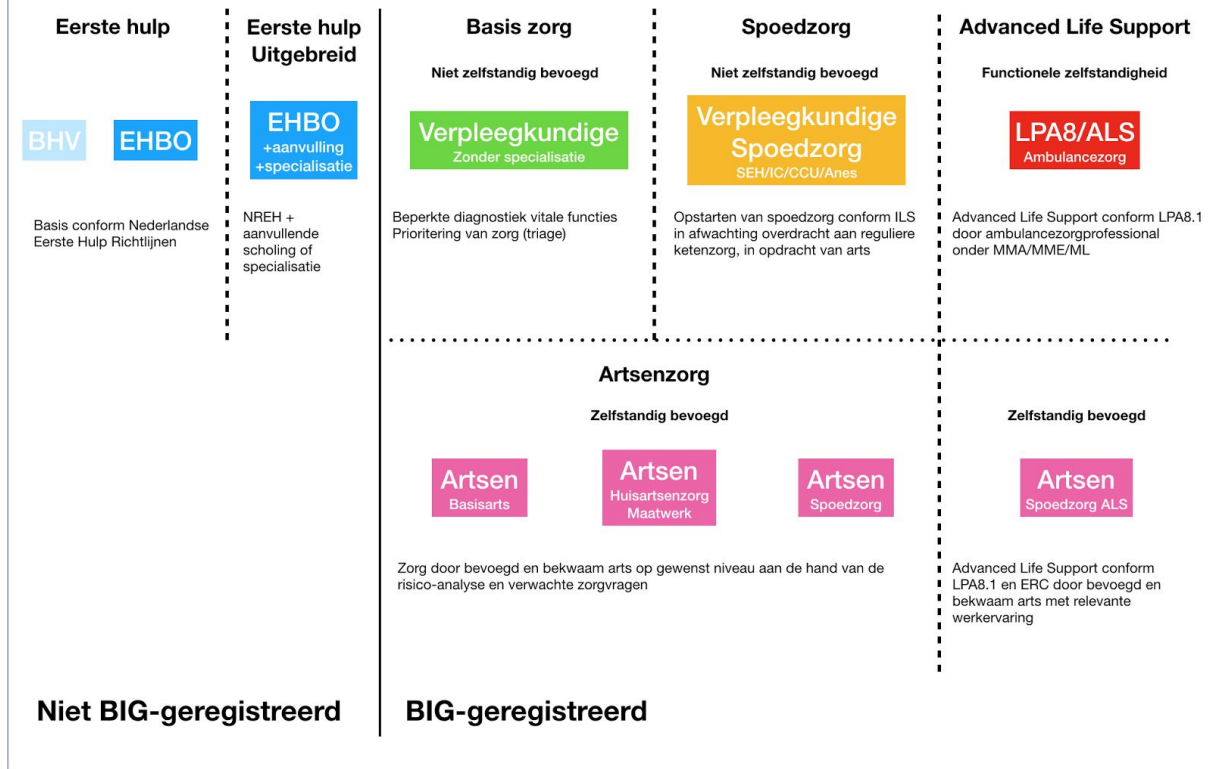 Eerste hulp
BHV
EHBO
Basis conform Nederlandse
Eerste Hulp Richtlijnen
Eerste hulp
Uitgebreid
EHBO
+aanvulling
+specialisatie
NREH +
aanvullende
scholing of
specialisatie
Basis zorg
Niet zelfstandig bevoegd
Verpleegkundige
Zonder specialisatie
Beperkte diagnostiek vitale functies
Prioritering van zorg (triage)
Spoedzorg
Niet zelfstandig bevoegd
Verpleegkundige
Spoedzorg
SEH/IC/CCU/Anes
Opstarten van spoedzorg conform ILS
in afwachting overdracht aan reguliere
ketenzorg, in opdracht van arts
Advanced Life Support
Functionele zelfstandigheid
LPA8/ALS
Ambulancezorg
Advanced Life Support conform LPA8.1
door ambulancezorgprofessional
onder MMA/MME/ML
Artsenzorg
Zelfstandig bevoegd
Artsen
Basisarts
Artsen
Huisartsenzorg
Maatwerk
Artsen
Spoedzorg
Zorg door bevoegd en bekwaam arts op gewenst niveau aan de hand van de
risico-analyse en verwachte zorgvragen
Zelfstandig bevoegd
Artsen
Spoedzorg ALS
Advanced Life Support conform
LPA8.1 en ERC door bevoegd en
bekwaam arts met relevante
werkervaring
Niet BIG-geregistreerd
BIG-geregistreerd